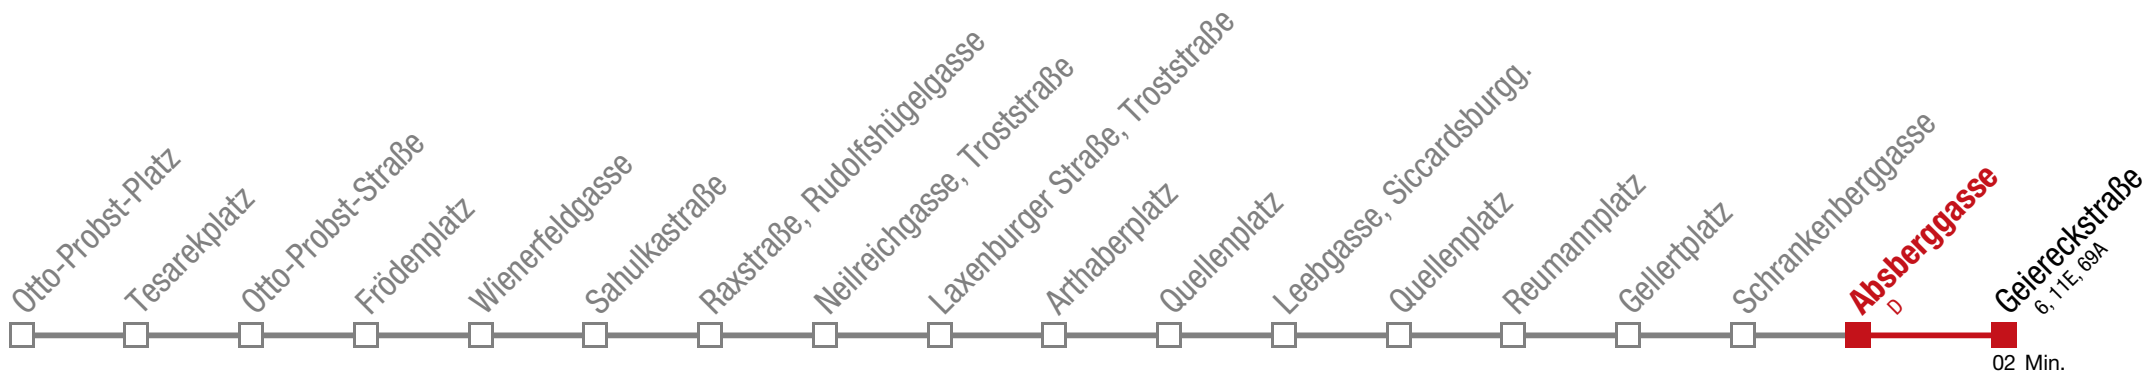 Otto-Probst-Platz
Tesarekplatz
Otto-Probst-Straße
Frödenplatz
Wienerfeldgasse
Sahulkastraße
Raxstraße, Rudolfshügelgasse
Neilreichgasse, Troststraße
Laxenburger Straße, Troststraße
Arthaberplatz
Quellenplatz
Leebgasse, Siccardsburgg.
Quellenplatz
Reumannplatz
Gellertplatz
Schrankenberggasse
Absberggasse
D
Geiereckstraße
6, 11E, 69A
02 Min.